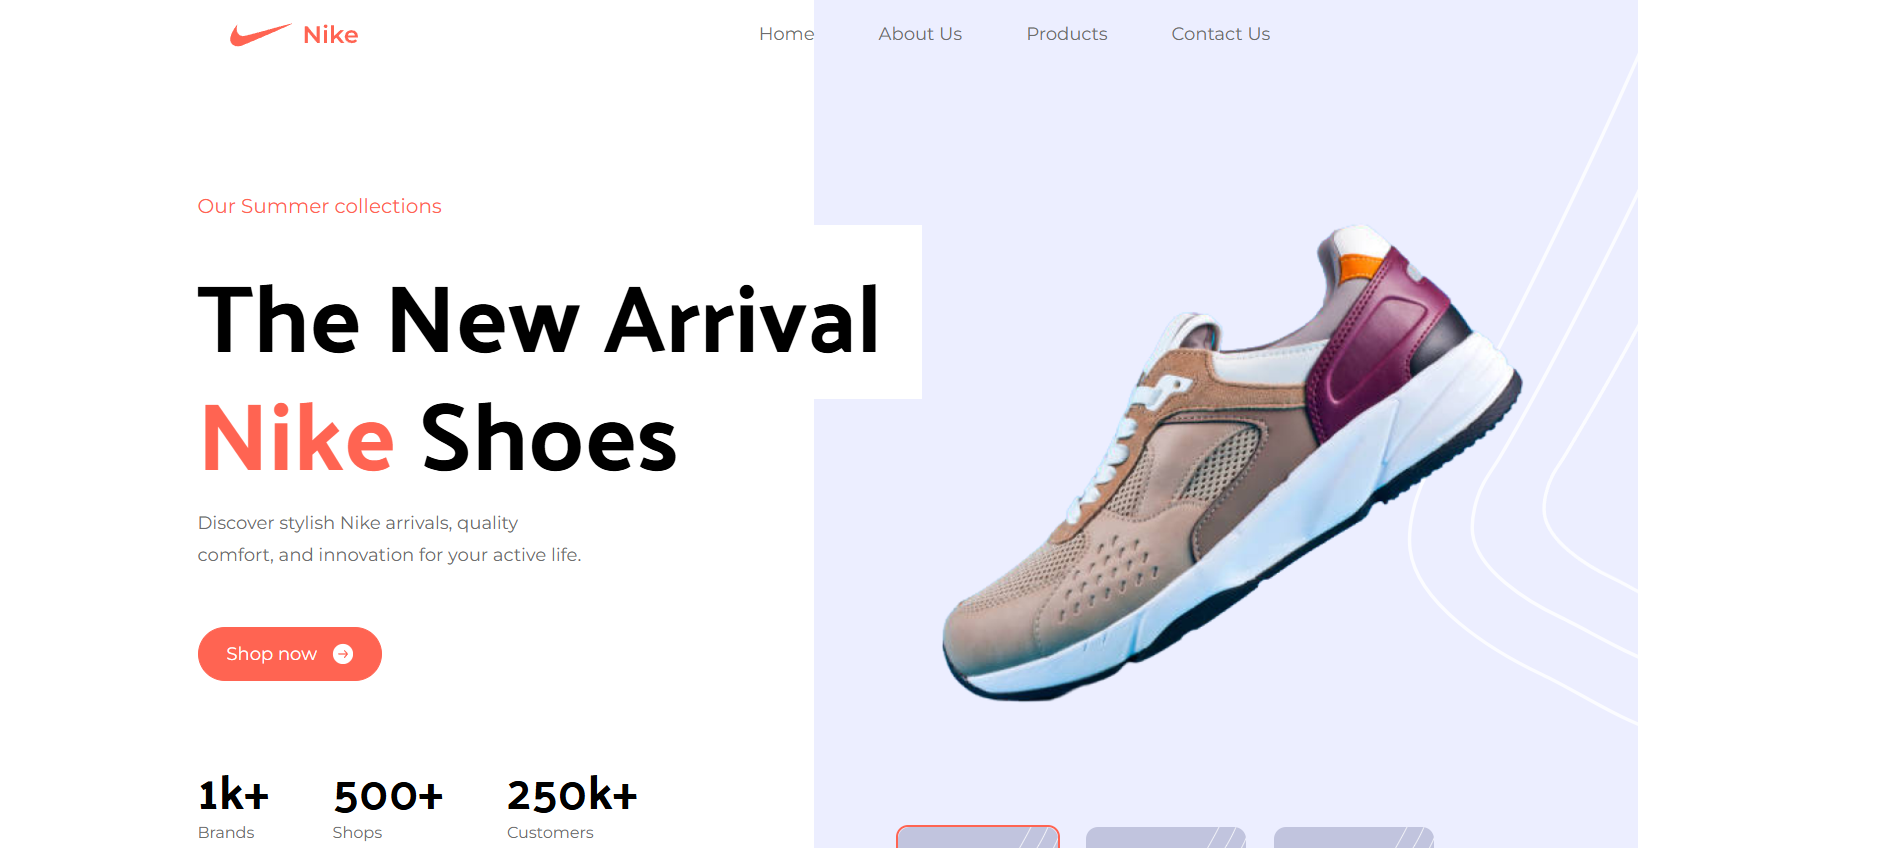 Nike
Home About Us Products Contact Us
Our Summer collections
The New Arrival
Nike Shoes
Discover stylish Nike arrivals, quality
comfort, and innovation for your active life.
Shop now
1k+ 500+ 250k+
Brands Shops Customers